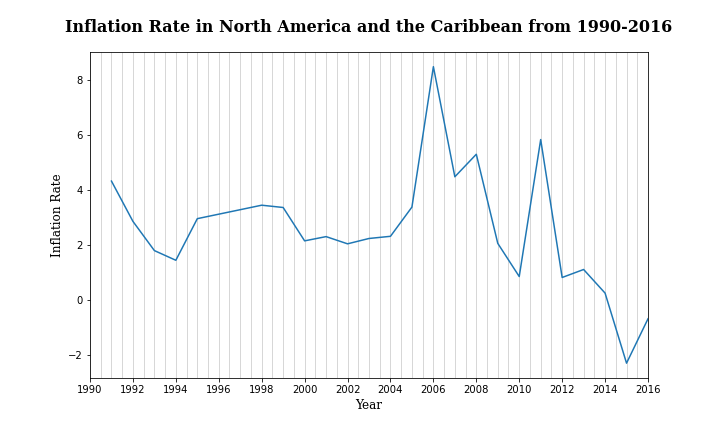 Inflation Rate in North America and the Caribbean from 1990-2016
8
6
4
2
0
−2
Inflation Rate
1990 1992 1994 1996 1998 2000 2002 2004 2006 2008 2010 2012 2014 2016
Year